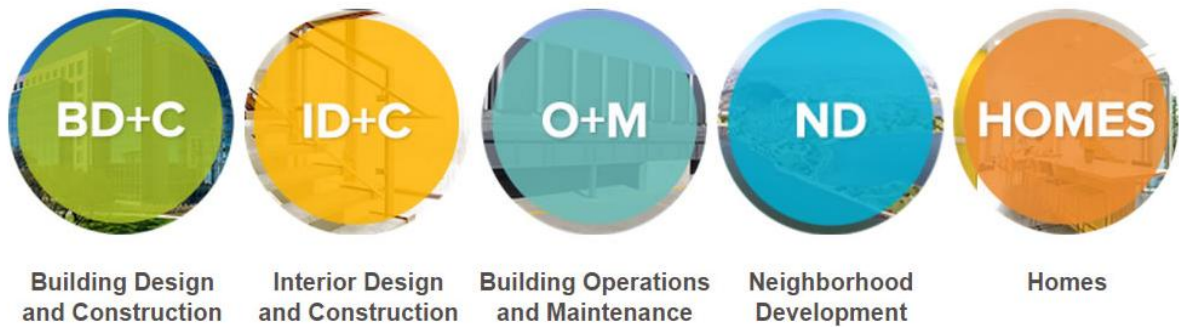 BD+C
ID+C
O+M
ND
HOMES
Building Design
and Construction
Interior Design
and Construction
Building Operations
and Maintenance
Neighborhood
Development
Homes